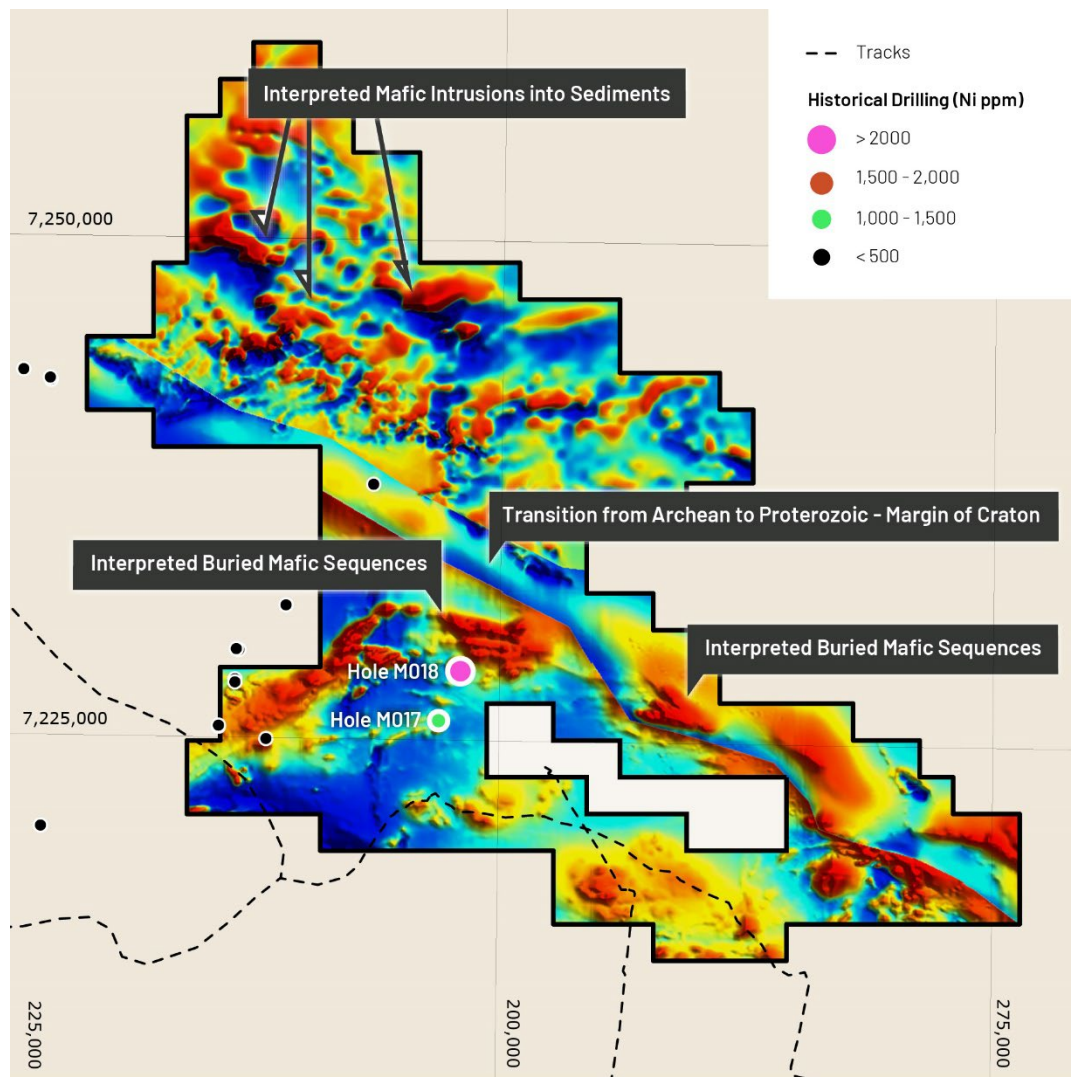 Tracks
Historical Drilling (Ni ppm)
> 2000
1,500 - 2,000
1,000 - 1,500
< 500
Interpreted Mafic Intrusions into Sediments
7,250,000
Transition from Archean to Proterozoic - Margin of Craton
Interpreted Buried Mafic Sequences
Interpreted Buried Mafic Sequences
Hole M018
Hole M017
7,225,000
225,000
200,000
275,000